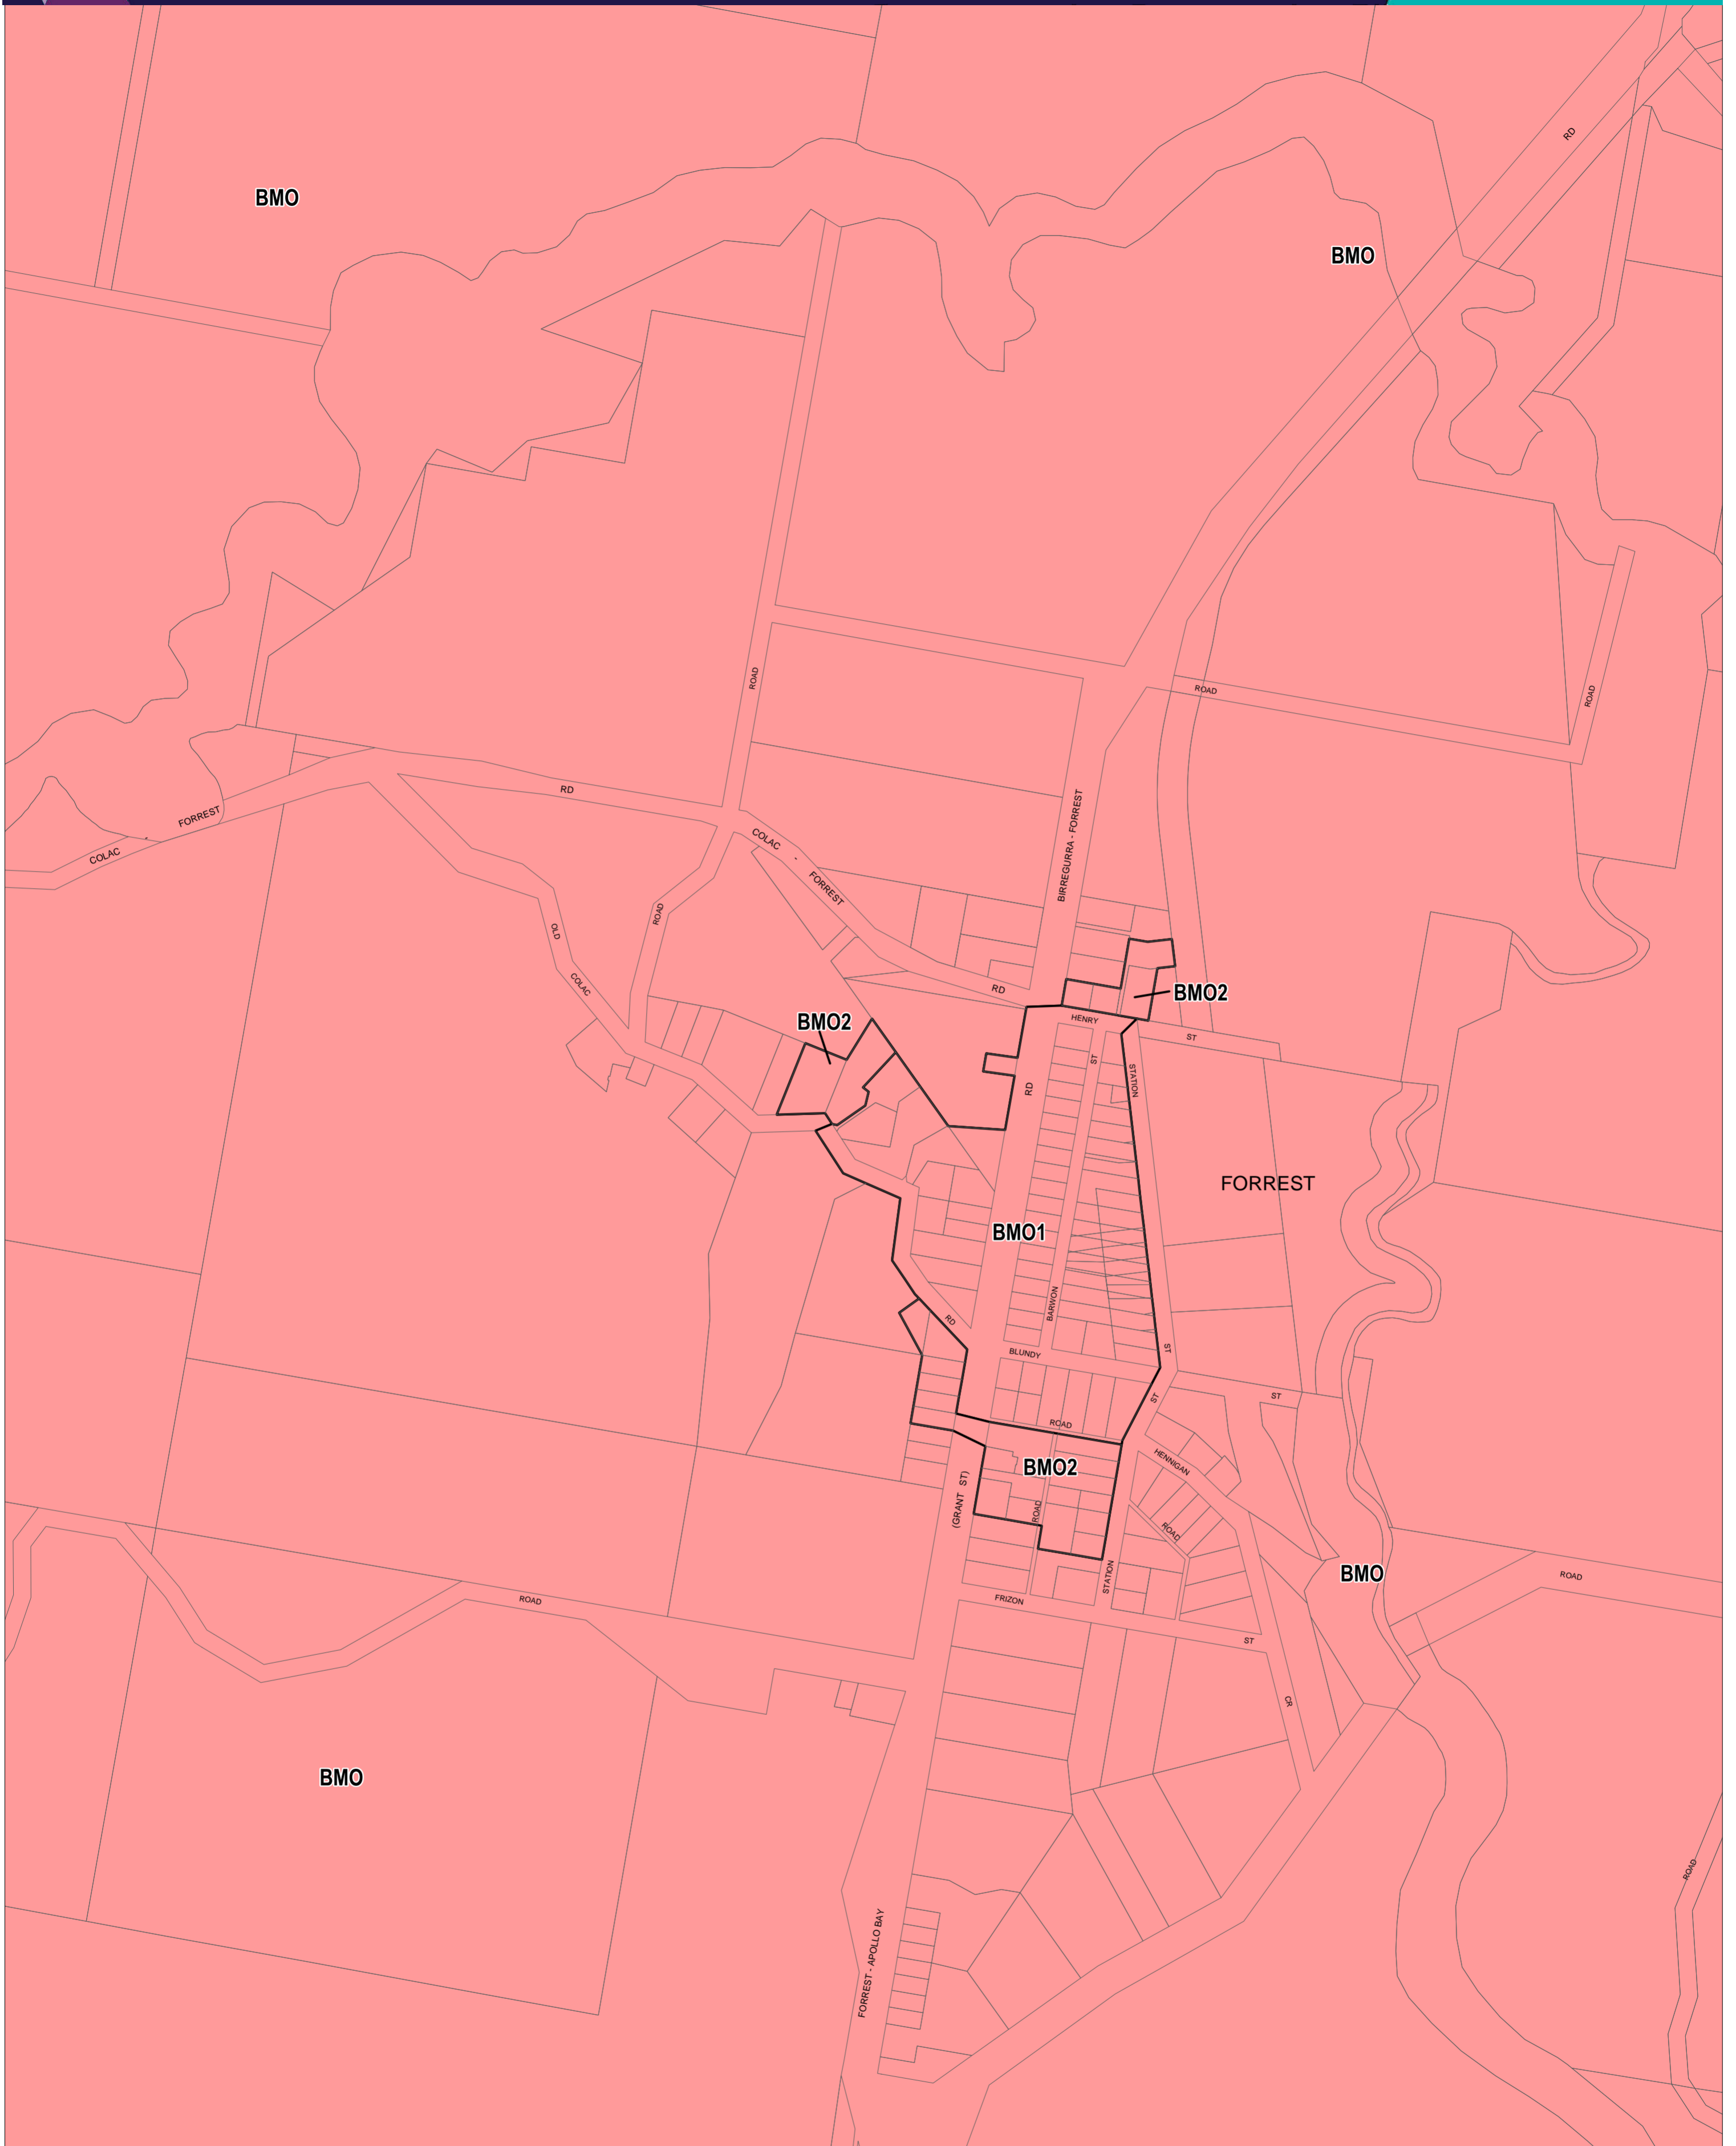 RD
BMO
BMO
ROAD
ROAD
ROAD
RD
FORREST
COLAC
BIRREGURRA - FORREST
COLAC
-
FORREST
ROAD
OLD
COLAC
RD
BMO2
HENRY
BMO2
ST
ST
STATION
RD
FORREST
BMO1
BARWON
RD
BLUNDY
ST
ST
ST
ROAD
HENNIGAN
BMO2
(GRANT ST)
ROAD
ROAD
STATION
BMO
ROAD
FRIZON
ROAD
ST
CR
BMO
ROAD
FORREST - APOLLO BAY